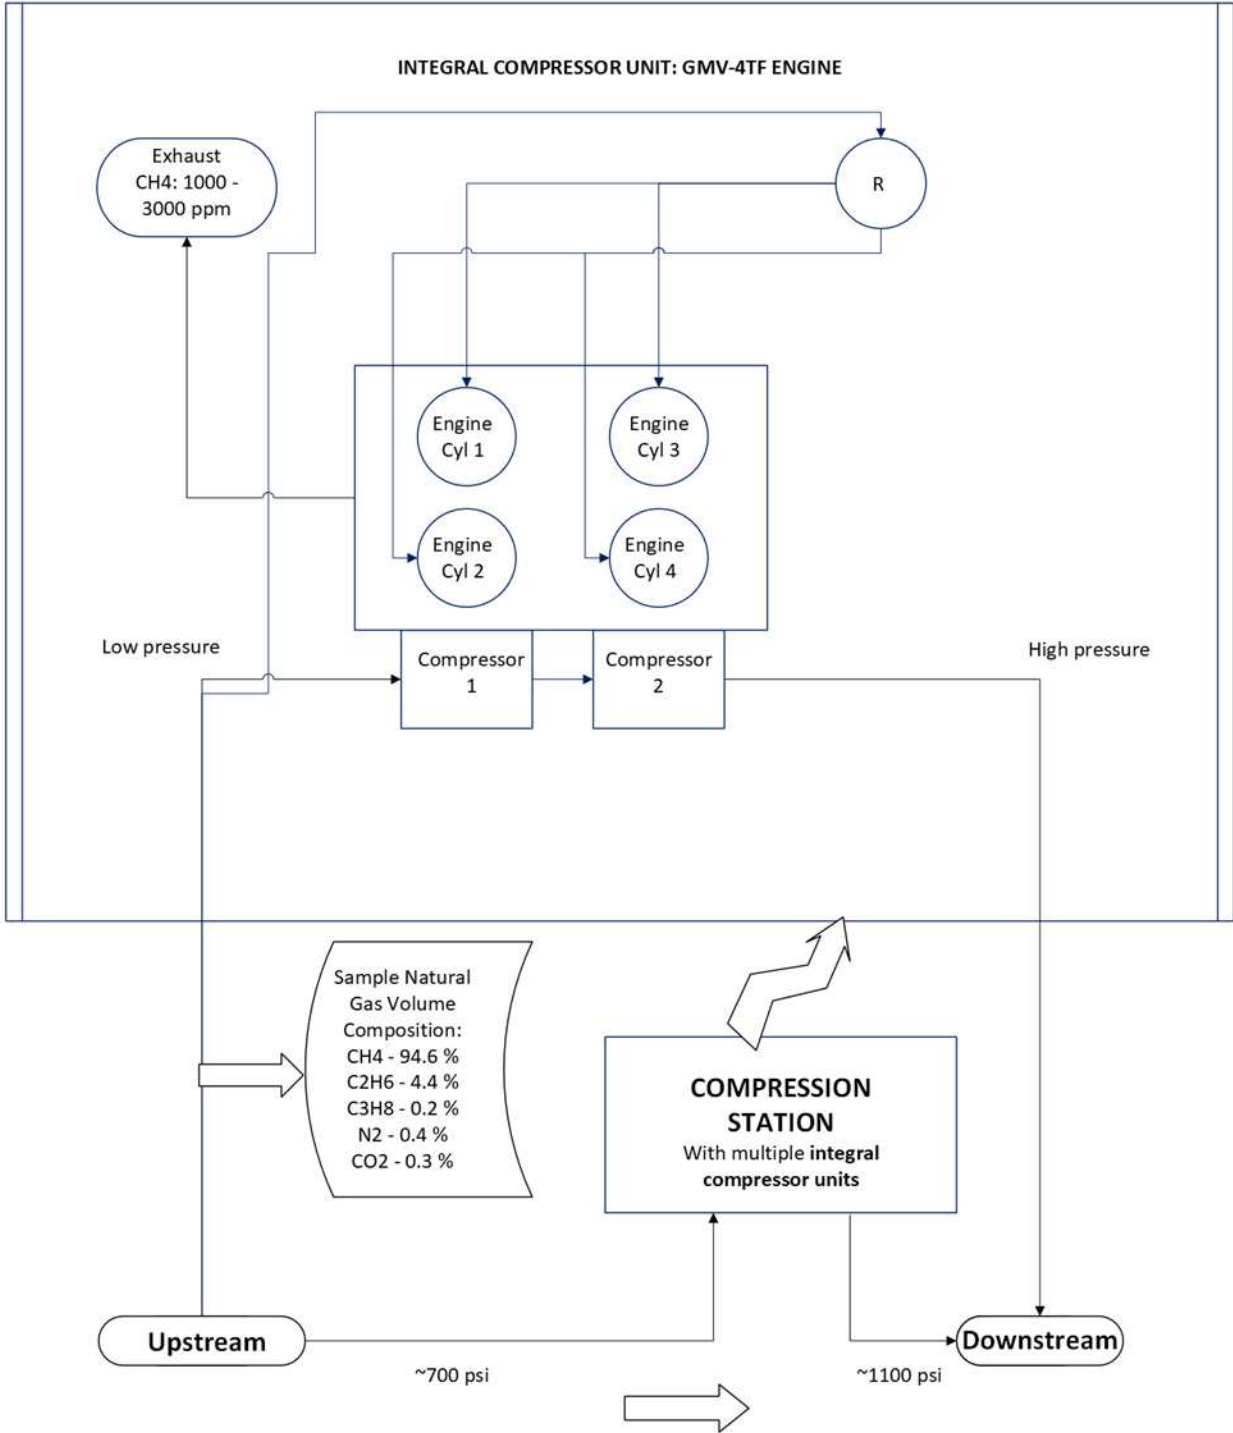 INTEGRAL COMPRESSOR UNIT: GMV-4TF ENGINE
Exhaust
CH4: 1000 -
3000 ppm
R
Engine
Cyl 1
Engine
Cyl 3
Engine
Cyl 2
Engine
Cyl 4
Low pressure
High pressure
Compressor
1
Compressor
2
Sample Natural
Gas Volume
Composition:
CH4 - 94.6 %
C2H6 - 4.4 %
C3H8 - 0.2 %
N2 - 0.4 %
CO2 - 0.3 %
COMPRESSION
STATION
With multiple integral
compressor units
Upstream
Downstream
~700 psi
~1100 psi